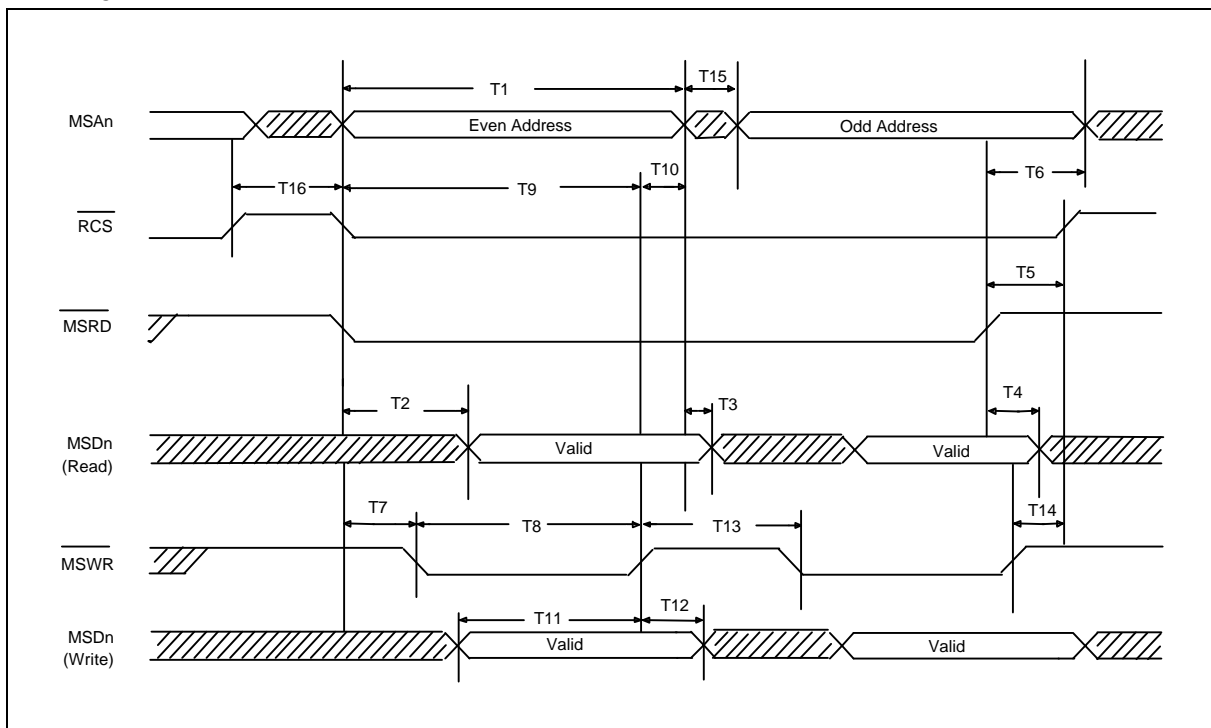 T1
T15
MSAn
Even Address
Odd Address
T10
T6
T16
T9
RCS
T5
MSRD
T2
T3
T4
MSDn
(Read)
Valid
Valid
T7
T8
T13
T14
MSWR
T11
T12
MSDn
(Write)
Valid
Valid